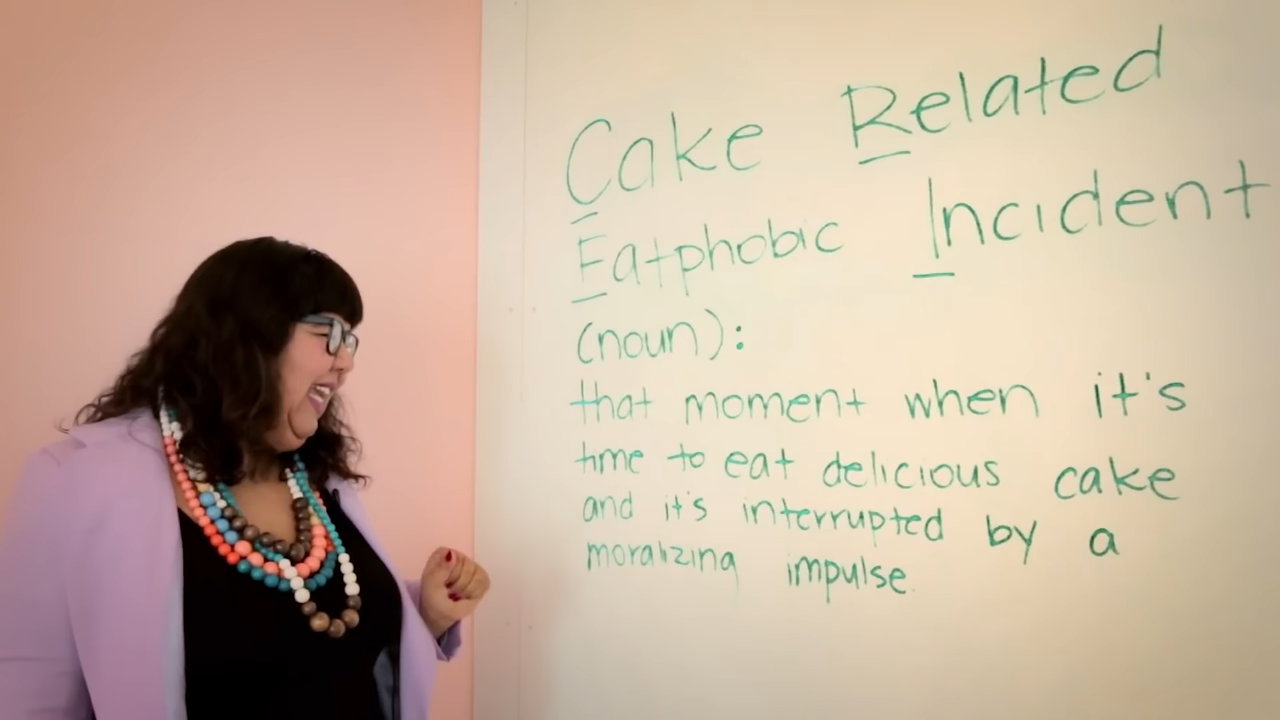 Cake Related
Eatphobic Incident
(noun):
that moment when it's
time to eat delicious cake
and it's interrupted by a
moralizing impulse.